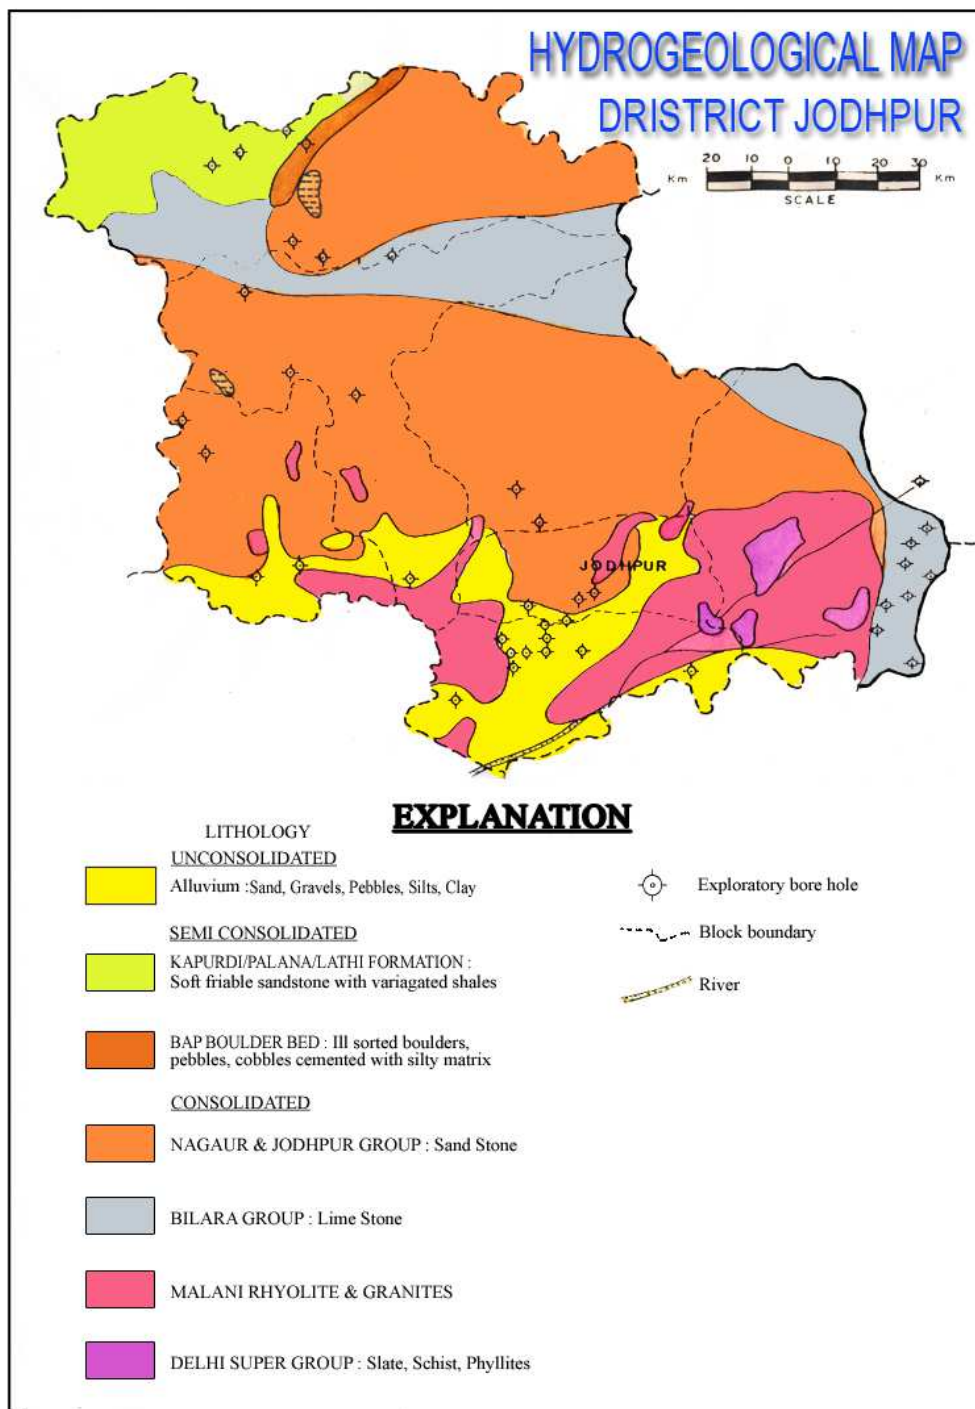 HYDROGEOLOGICAL MAP
DRISTRICT JODHPUR
20 10 0 10 20 30
Km Km
SCALE
JODHPUR
EXPLANATION
LITHOLOGY
UNCONSOLIDATED
Alluvium : Sand, Gravels, Pebbles, Silts, Clay
SEMI CONSOLIDATED
KAPURDI/PALANA/LATHI FORMATION :
Soft friable sandstone with variagated shales
BAP BOULDER BED : Ill sorted boulders,
pebbles, cobbles cemented with silty matrix
CONSOLIDATED
NAGAUR & JODHPUR GROUP : Sand Stone
BILARA GROUP : Lime Stone
MALANI RHYOLITE & GRANITES
DELHI SUPER GROUP : Slate, Schist, Phyllites
Exploratory bore hole
Block boundary
River